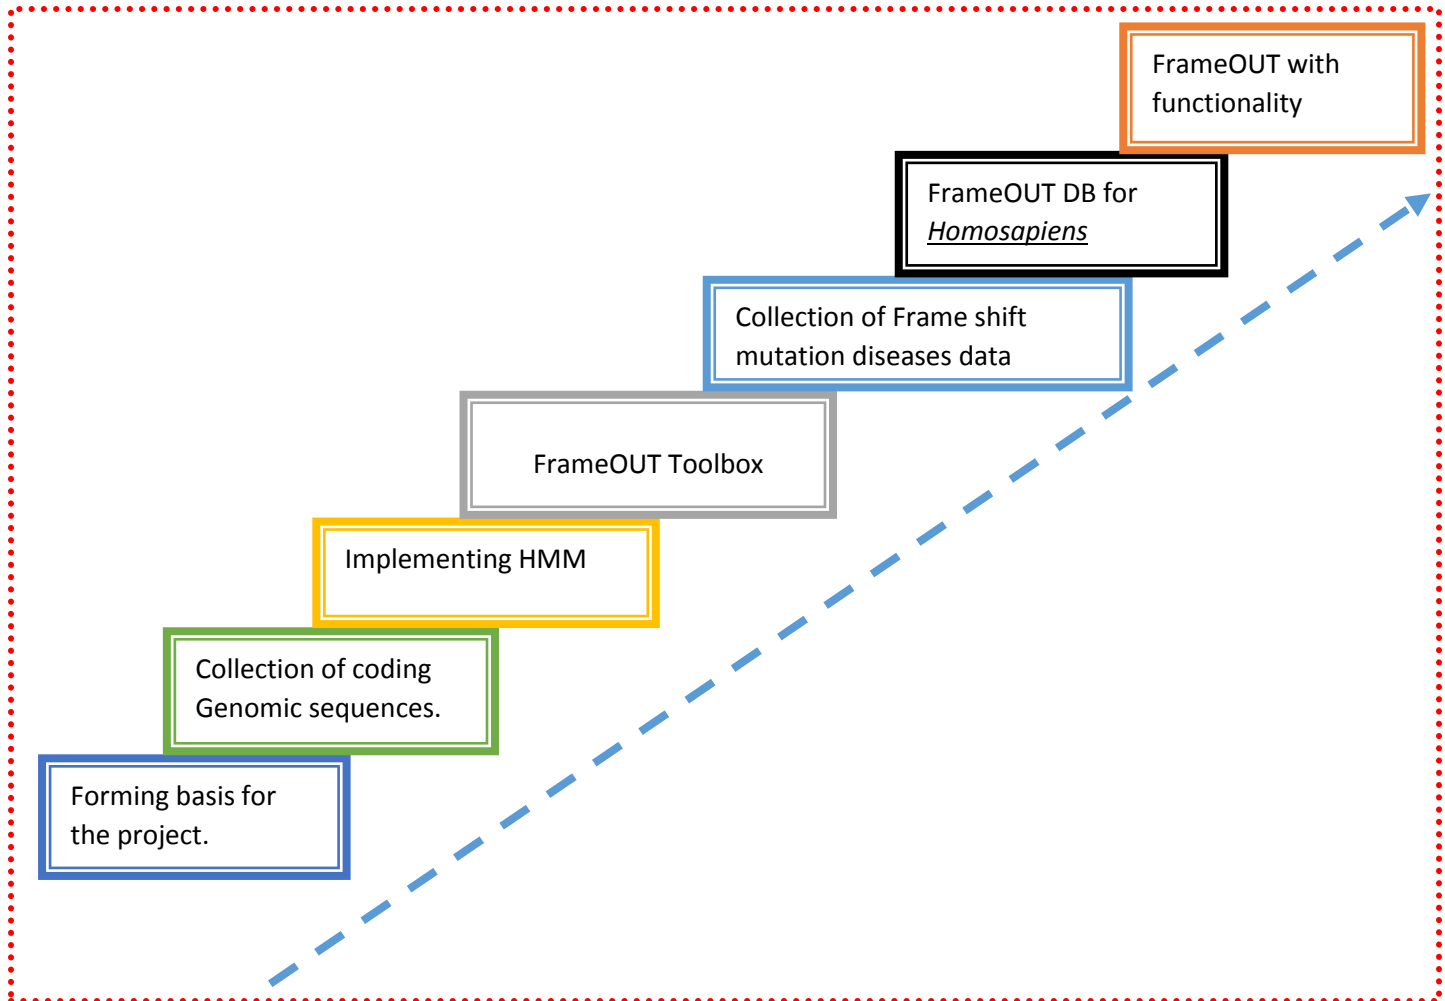 FrameOUT with
functionality
FrameOUT DB for
Homosapiens
Collection of Frame shift
mutation diseases data
FrameOUT Toolbox
Implementing HMM
Collection of coding
Genomic sequences.
Forming basis for
the project.